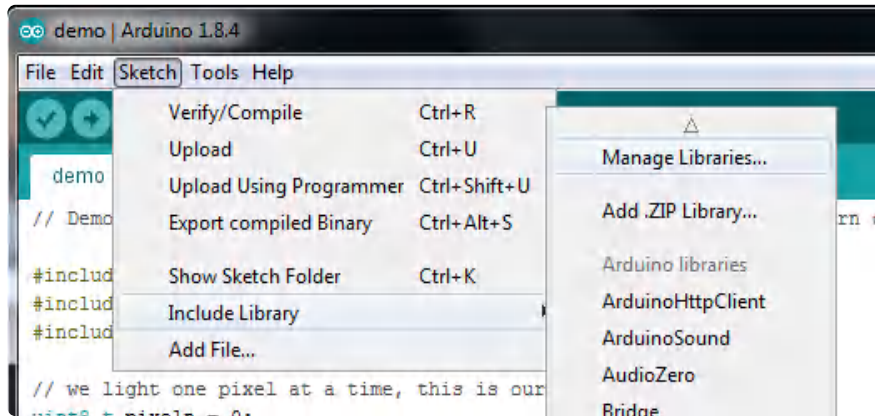 demo | Arduino 1.8.4
File Edit Sketch Tools Help
Verify/Compile Ctrl+R
Upload Ctrl+U
Upload Using Programmer Ctrl+Shift+U
Export compiled Binary Ctrl+Alt+S
Show Sketch Folder Ctrl+K
Include Library
Add File...
Manage Libraries...
Add .ZIP Library...
Arduino libraries
ArduinoHttpClient
ArduinoSound
AudioZero
Bridge
demo
// Demo
#includ
#includ
#includ
// we light one pixel at a time, this is our
uint8_t pixeln = 0;